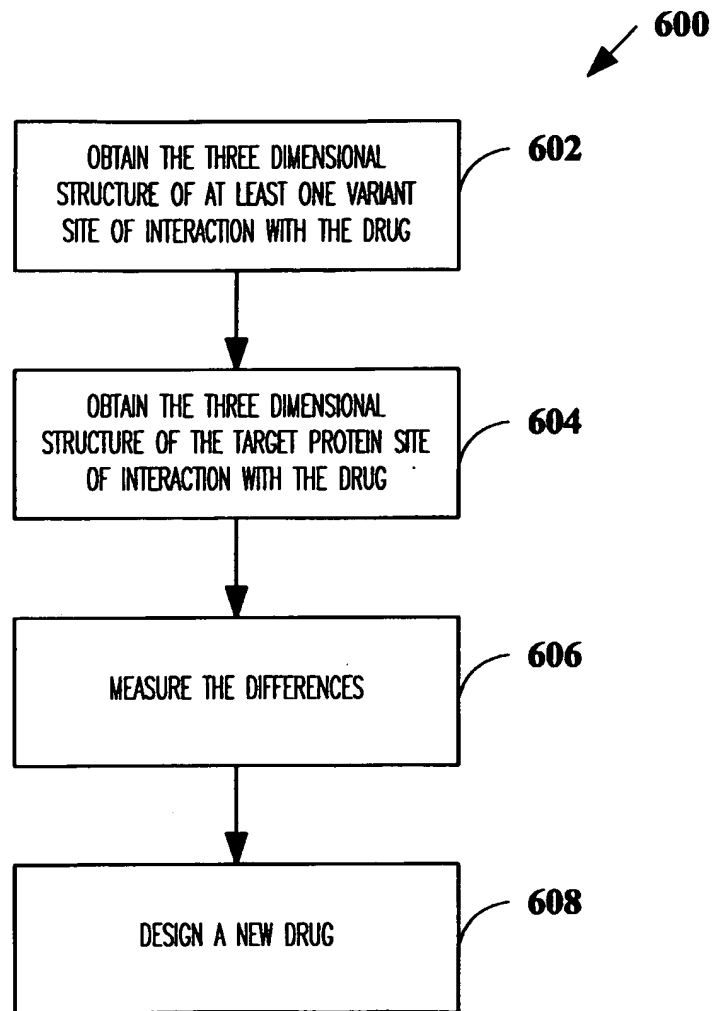 600
OBTAIN THE THREE DIMENSIONAL
STRUCTURE OF AT LEAST ONE VARIANT
SITE OF INTERACTION WITH THE DRUG
602
OBTAIN THE THREE DIMENSIONAL
STRUCTURE OF THE TARGET PROTEIN SITE
OF INTERACTION WITH THE DRUG
604
MEASURE THE DIFFERENCES
606
DESIGN A NEW DRUG
608